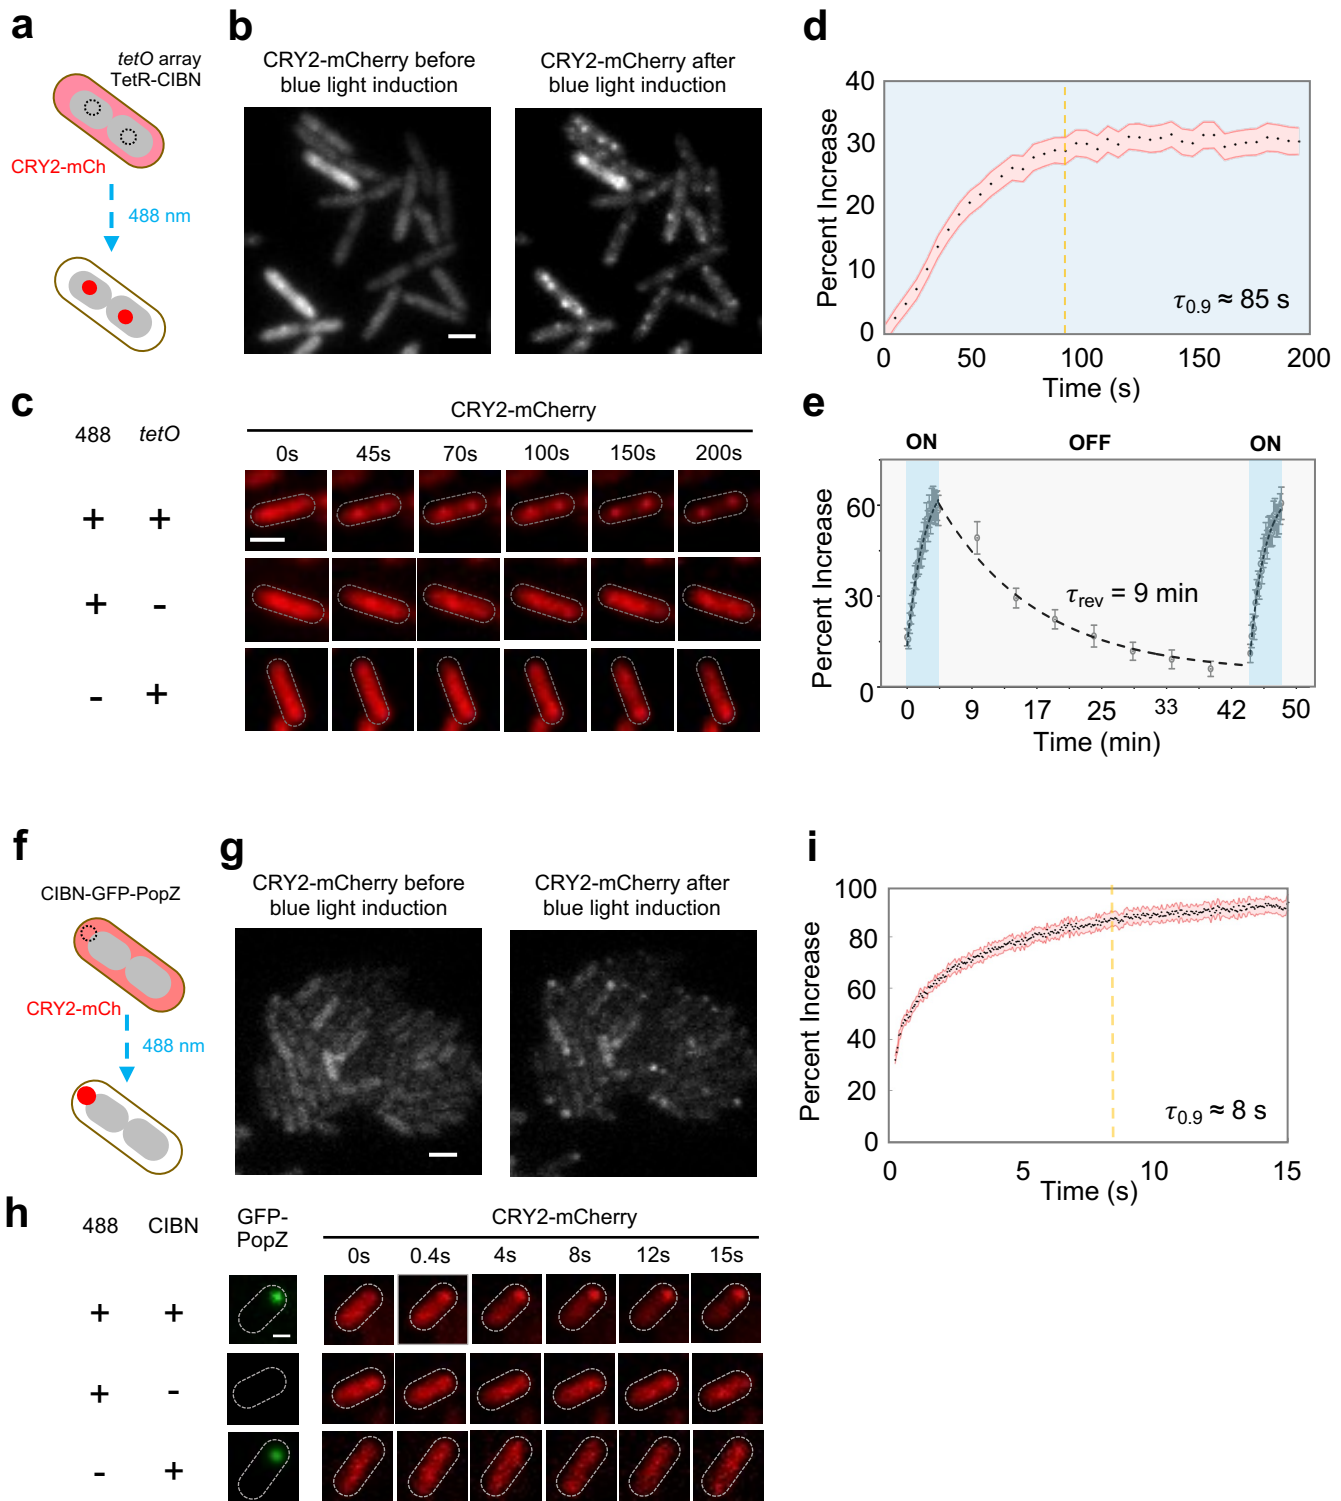 a
tetO array
TetR-CIBN
CRY2-mCh
488 nm
b
CRY2-mCherry before
blue light induction
CRY2-mCherry after
blue light induction
c
488 tetO
CRY2-mCherry
0s 45s 70s 100s 150s 200s
+ +
+ -
- +
d
Percent Increase
40
30
20
10
0
0 50 100 150 200
Time (s)
τ0.9 ≈ 85 s
e
ON OFF ON
Percent Increase
60
30
0
τrev = 9 min
0 9 17 25 33 42 50
Time (min)
f
CIBN-GFP-PopZ
CRY2-mCh
488 nm
g
CRY2-mCherry before
blue light induction
CRY2-mCherry after
blue light induction
h
488 CIBN
GFP-
PopZ
CRY2-mCherry
0s 0.4s 4s 8s 12s 15s
+ +
+ -
- +
i
Percent Increase
100
80
60
40
20
0
0 5 10 15
Time (s)
τ0.9 ≈ 8 s